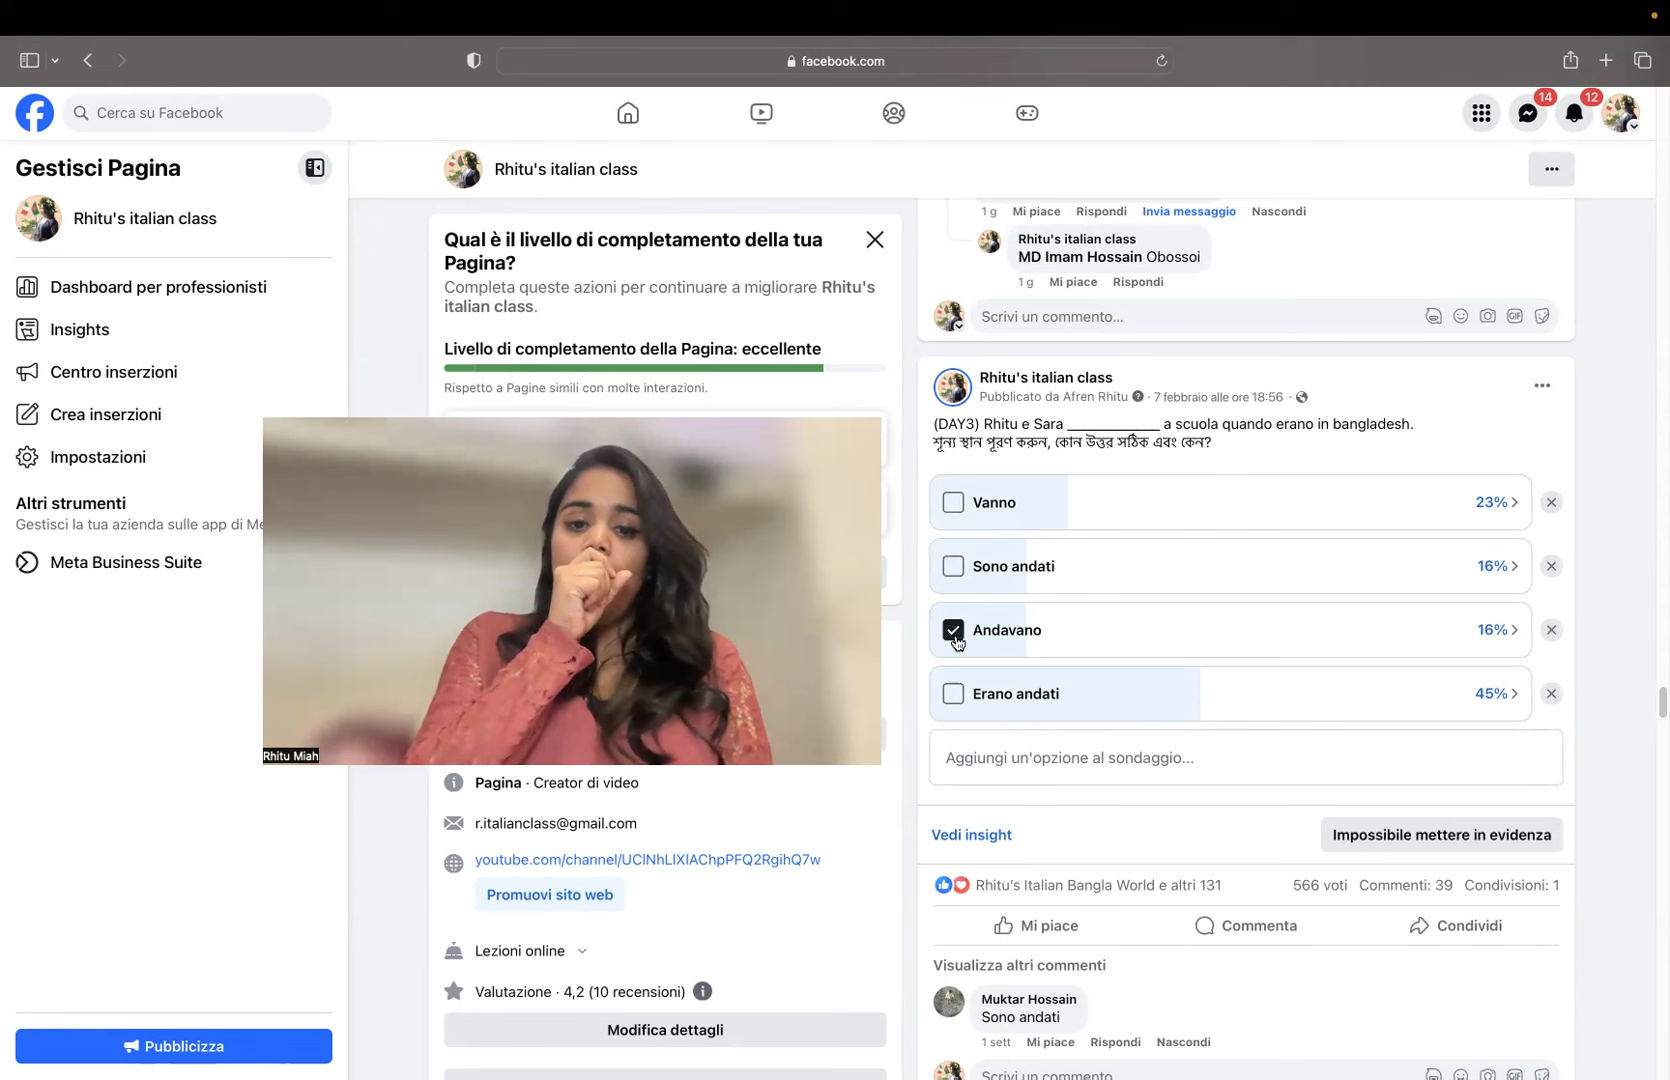 facebook.com
Cerca su Facebook
14
12
Gestisci Pagina
Rhitu's italian class
Dashboard per professionisti
Insights
Centro inserzioni
Crea inserzioni
Impostazioni
Altri strumenti
Gestisci la tua azienda sulle app di Me
Meta Business Suite
Pubblicizza
Rhitu's italian class
Qual è il livello di completamento della tua
Pagina?
Completa queste azioni per continuare a migliorare Rhitu's
italian class.
Livello di completamento della Pagina: eccellente
Rispetto a Pagine simili con molte interazioni.
Rhitu Miah
Pagina · Creator di video
r.italianclass@gmail.com
youtube.com/channel/UCINhLIXIAChpPFQ2RgihQ7w
Promuovi sito web
Lezioni online
Valutazione · 4,2 (10 recensioni)
Modifica dettagli
1 g Mi piace Rispondi Invia messaggio Nascondi
Rhitu's italian class
MD Imam Hossain Obossoi
1 g Mi piace Rispondi
Scrivi un commento...
Rhitu's italian class
Pubblicato da Afren Rhitu · 7 febbraio alle ore 18:56 ·
(DAY3) Rhitu e Sara ____________ a scuola quando erano in bangladesh.
শূন্য স্থান পূরণ করুন, কোন উত্তর সঠিক এবং কেন?
Vanno 23%
Sono andati 16%
Andavano 16%
Erano andati 45%
Aggiungi un'opzione al sondaggio...
Vedi insight Impossibile mettere in evidenza
Rhitu's Italian Bangla World e altri 131 566 voti Commenti: 39 Condivisioni: 1
Mi piace Commenta Condividi
Visualizza altri commenti
Muktar Hossain
Sono andati
1 sett Mi piace Rispondi Nascondi
Scrivi un commento